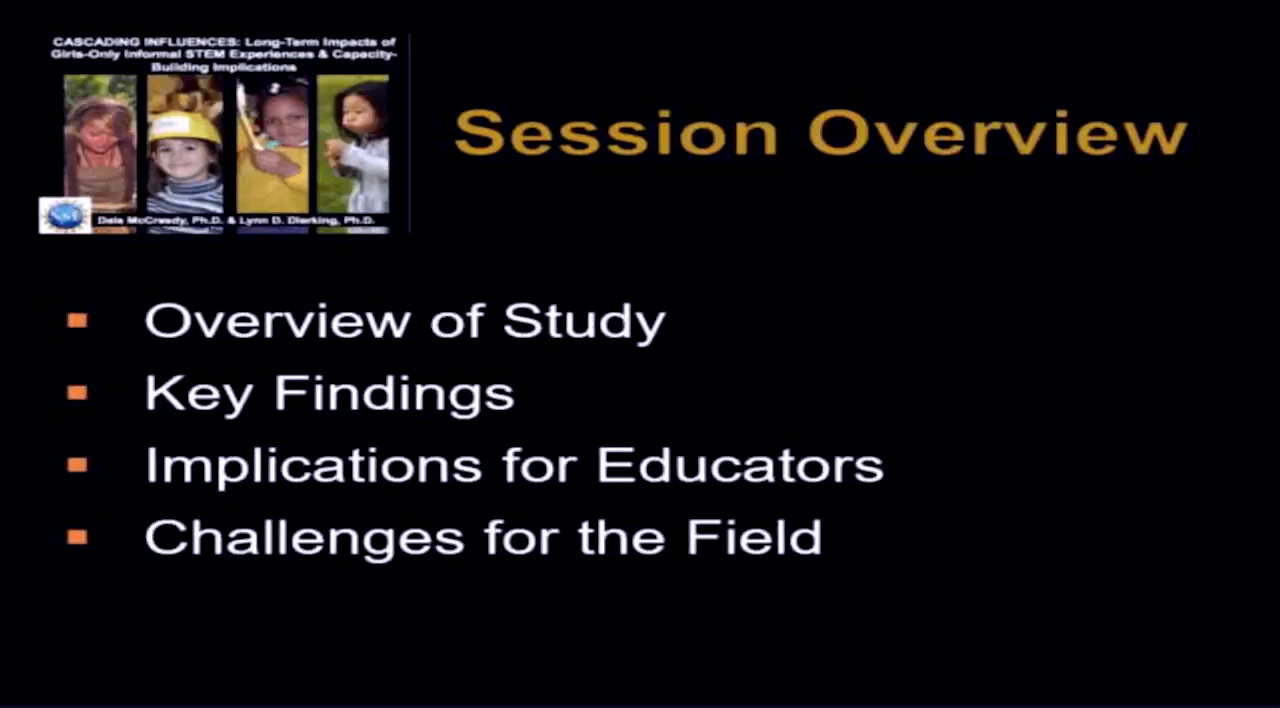 CASCADING INFLUENCES: Long-Term Impacts of
Girls-Only Informal STEM Experiences & Capacity-
Building Implications
Session Overview
NSF
Dale McCreedy, Ph.D. & Lynn D. Dierking, Ph.D.
▪ Overview of Study
▪ Key Findings
▪ Implications for Educators
▪ Challenges for the Field